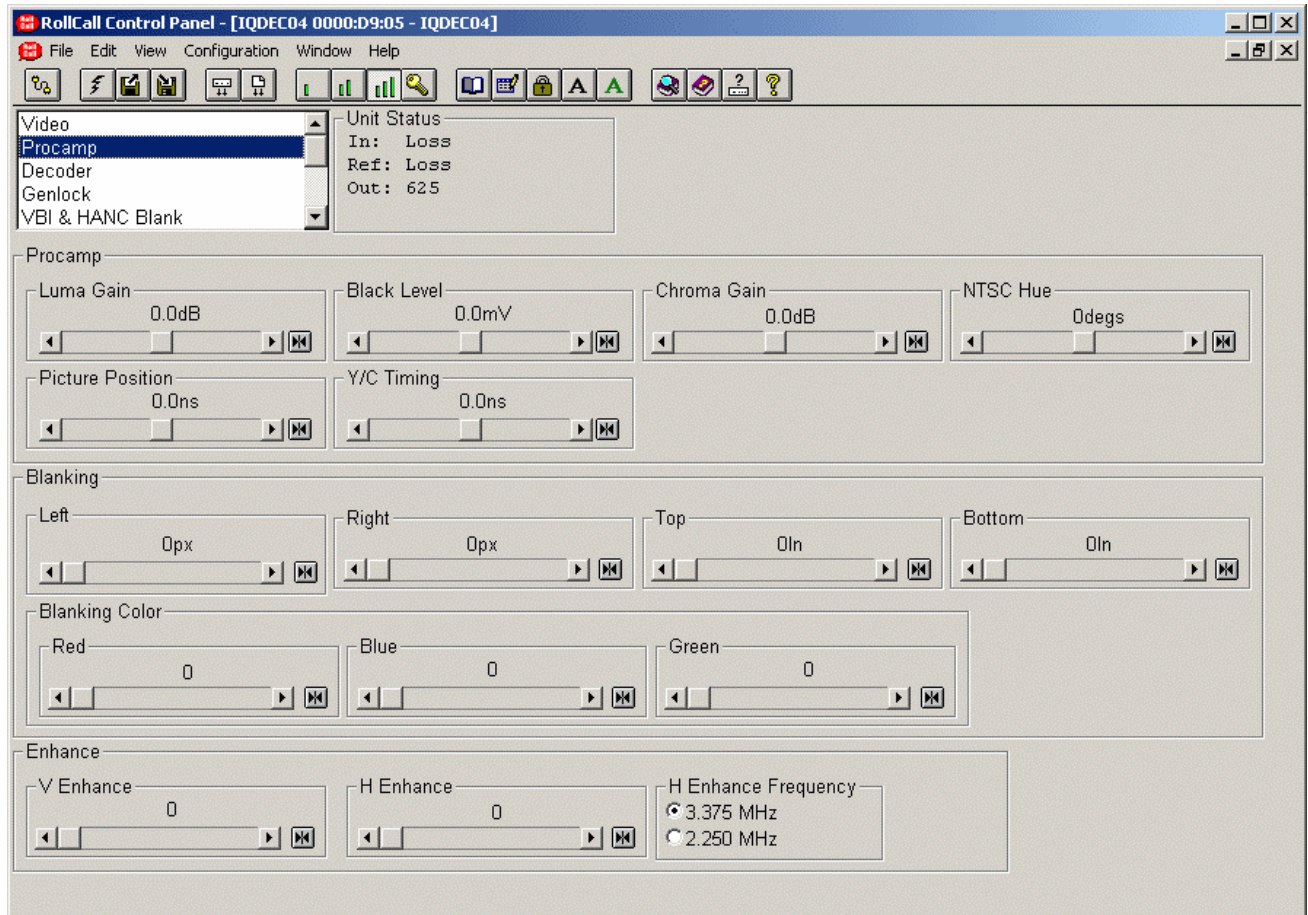 RollCall Control Panel - [IQDEC04 0000:D9:05 - IQDEC04]
File Edit View Configuration Window Help
A A
Video
Procamp
Decoder
Genlock
VBI & HANC Blank
Unit Status
In: Loss
Ref: Loss
Out: 625
Procamp
Luma Gain
0.0dB
Black Level
0.0mV
Chroma Gain
0.0dB
NTSC Hue
0degs
Picture Position
0.0ns
Y/C Timing
0.0ns
Blanking
Left
0px
Right
0px
Top
0ln
Bottom
0ln
Blanking Color
Red
0
Blue
0
Green
0
Enhance
V Enhance
0
H Enhance
0
H Enhance Frequency
3.375 MHz
2.250 MHz